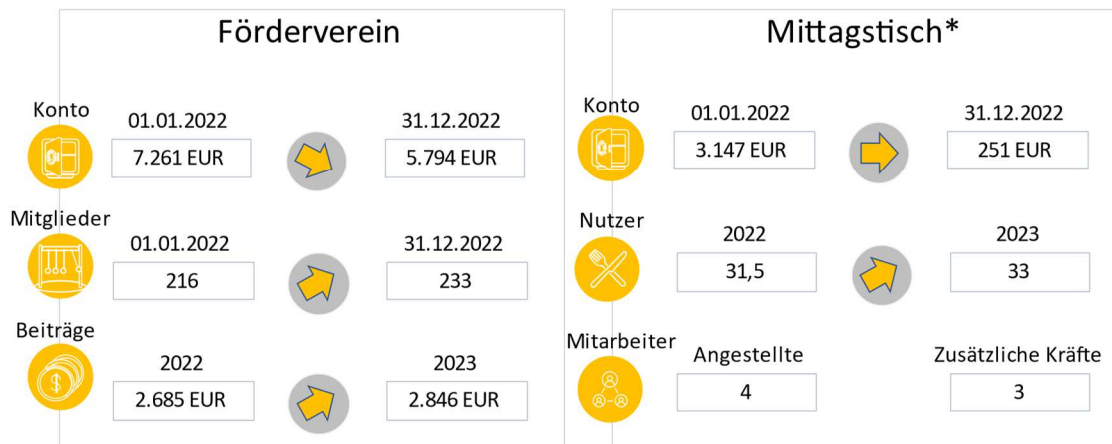 Förderverein
Konto
01.01.2022 31.12.2022
7.261 EUR 5.794 EUR
Mitglieder
01.01.2022 31.12.2022
216 233
Beiträge
2022 2023
$
2.685 EUR 2.846 EUR
Mittagstisch*
Konto
01.01.2022 31.12.2022
3.147 EUR 251 EUR
Nutzer
2022 2023
31,5 33
Mitarbeiter
Angestellte Zusätzliche Kräfte
4 3